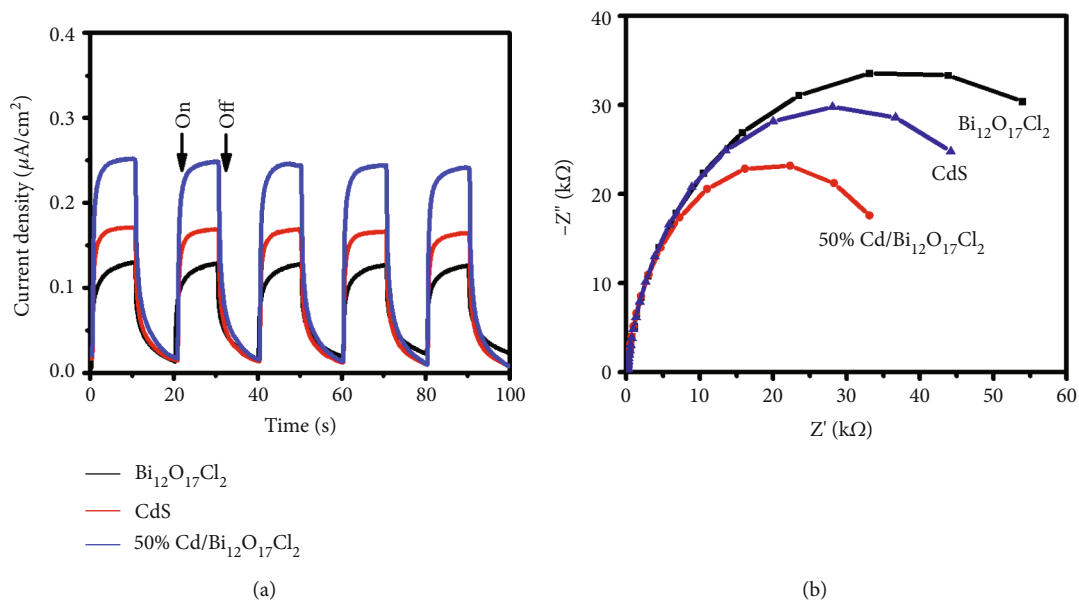 0.4
0.3
0.2
0.1
0.0
Current density (μA/cm²)
On
Off
0 20 40 60 80 100
Time (s)
Bi₁₂O₁₇Cl₂
CdS
50% Cd/Bi₁₂O₁₇Cl₂
(a)
40
30
20
10
0
–Z″ (kΩ)
Bi₁₂O₁₇Cl₂
CdS
50% Cd/Bi₁₂O₁₇Cl₂
0 10 20 30 40 50 60
Z′ (kΩ)
(b)